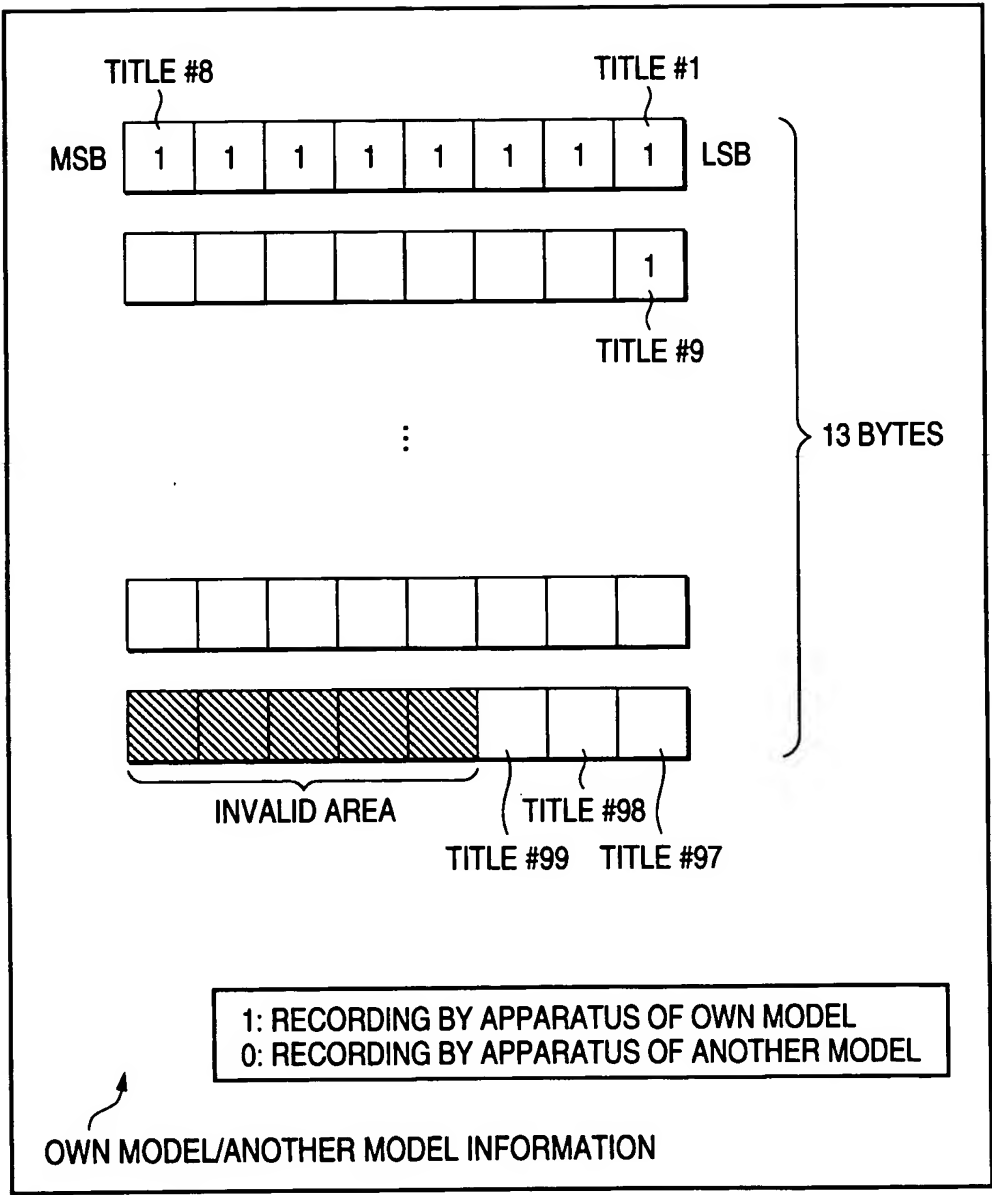 TITLE #8 TITLE #1
MSB 1 1 1 1 1 1 1 1 LSB
1
TITLE #9
⋮
13 BYTES
INVALID AREA
TITLE #98
TITLE #99 TITLE #97
1: RECORDING BY APPARATUS OF OWN MODEL
0: RECORDING BY APPARATUS OF ANOTHER MODEL
OWN MODEL/ANOTHER MODEL INFORMATION